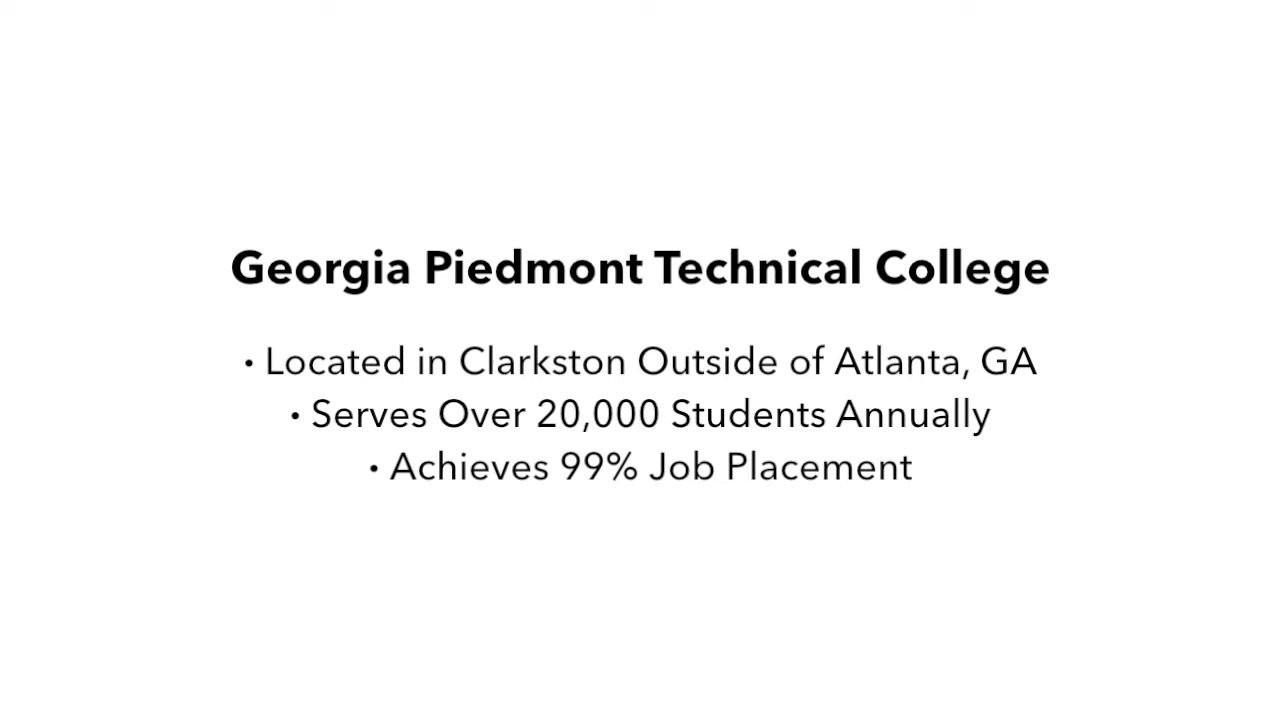 Georgia Piedmont Technical College
• Located in Clarkston Outside of Atlanta, GA
• Serves Over 20,000 Students Annually
• Achieves 99% Job Placement